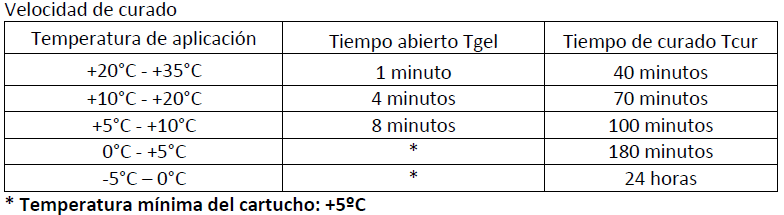 Velocidad de curado
Temperatura de aplicación Tiempo abierto Tgel Tiempo de curado Tcur
+20°C - +35°C 1 minuto 40 minutos
+10°C - +20°C 4 minutos 70 minutos
+5°C - +10°C 8 minutos 100 minutos
0°C - +5°C * 180 minutos
-5°C – 0°C * 24 horas
* Temperatura mínima del cartucho: +5ºC